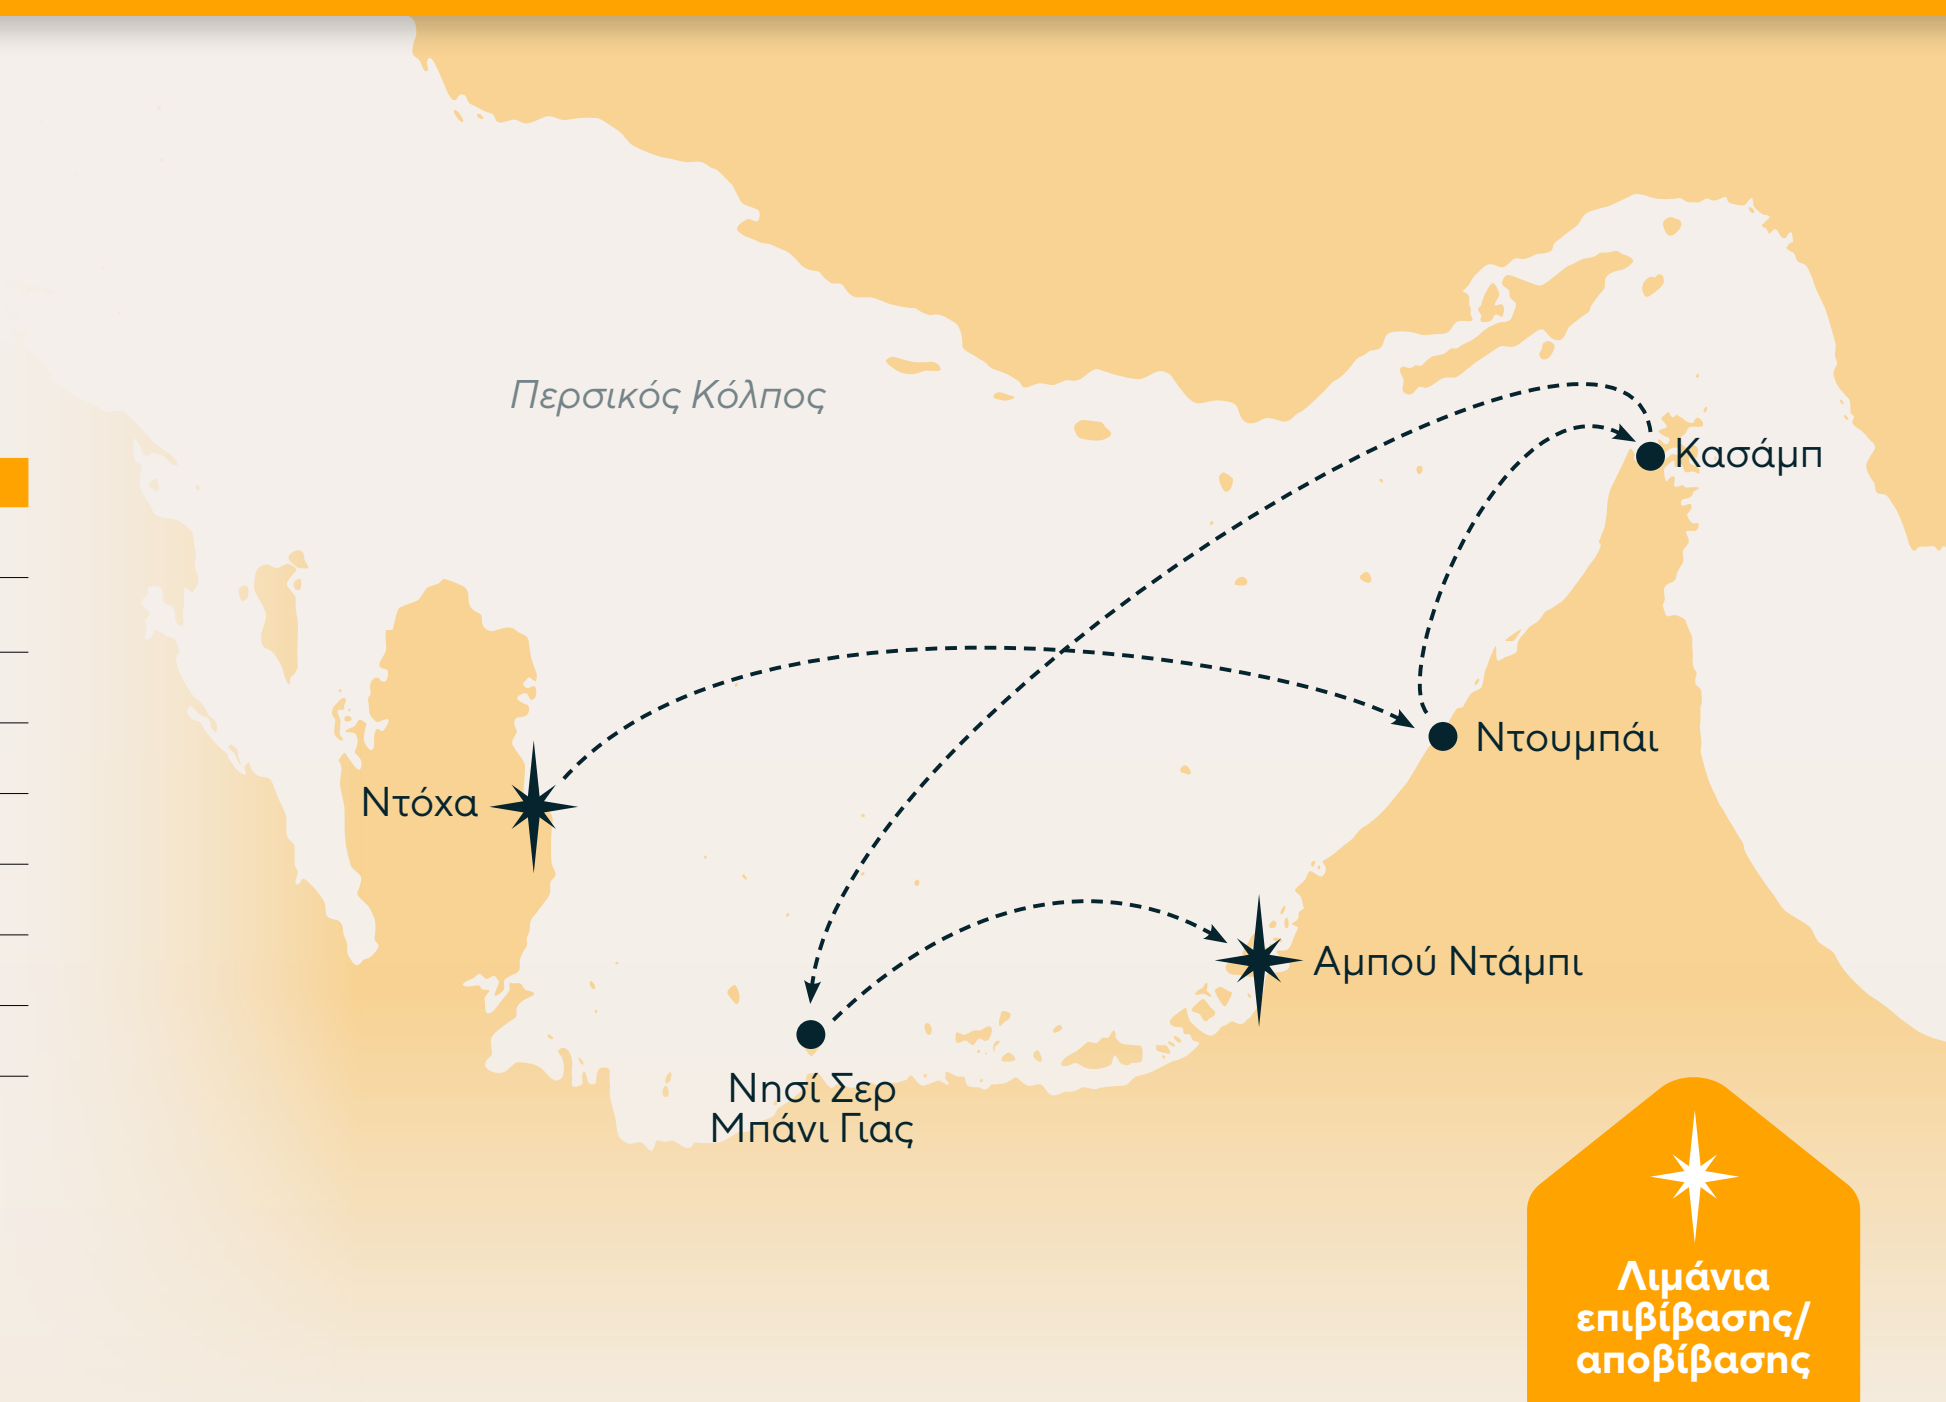 Περσικός Κόλπος
Κασάμπ
Ντουμπάι
Ντόχα
Αμπού Ντάμπι
Νησί Σερ
Μπάνι Γιας
Λιμάνια
επιβίβασης/
αποβίβασης